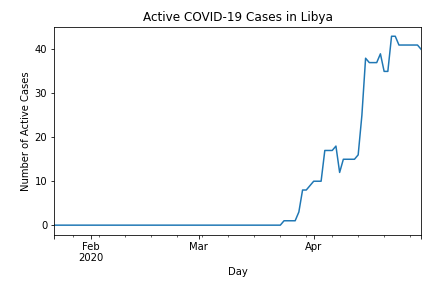 Active COVID-19 Cases in Libya
Number of Active Cases
40
30
20
10
0
Feb
2020
Mar
Apr
Day